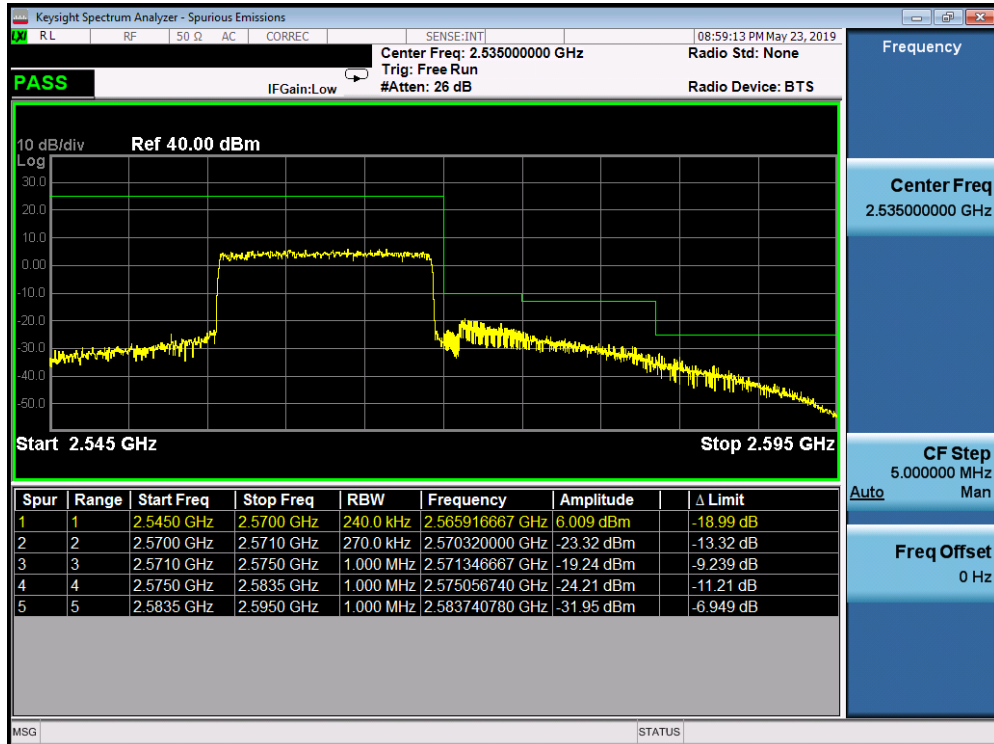 Keysight Spectrum Analyzer - Spurious Emissions
LXI RL RF 50 Ω AC CORREC SENSE:INT 08:59:13 PM May 23, 2019
Center Freq: 2.535000000 GHz Radio Std: None
Trig: Free Run
PASS IFGain:Low #Atten: 26 dB Radio Device: BTS
10 dB/div Ref 40.00 dBm
Log
30.0
20.0
10.0
0.00
-10.0
-20.0
-30.0
-40.0
-50.0
Start 2.545 GHz Stop 2.595 GHz
Spur Range Start Freq Stop Freq RBW Frequency Amplitude Δ Limit
1 1 2.5450 GHz 2.5700 GHz 240.0 kHz 2.565916667 GHz 6.009 dBm -18.99 dB
2 2 2.5700 GHz 2.5710 GHz 270.0 kHz 2.570320000 GHz -23.32 dBm -13.32 dB
3 3 2.5710 GHz 2.5750 GHz 1.000 MHz 2.571346667 GHz -19.24 dBm -9.239 dB
4 4 2.5750 GHz 2.5835 GHz 1.000 MHz 2.575056740 GHz -24.21 dBm -11.21 dB
5 5 2.5835 GHz 2.5950 GHz 1.000 MHz 2.583740780 GHz -31.95 dBm -6.949 dB
MSG STATUS
Frequency
Center Freq
2.535000000 GHz
CF Step
5.000000 MHz
Auto Man
Freq Offset
0 Hz